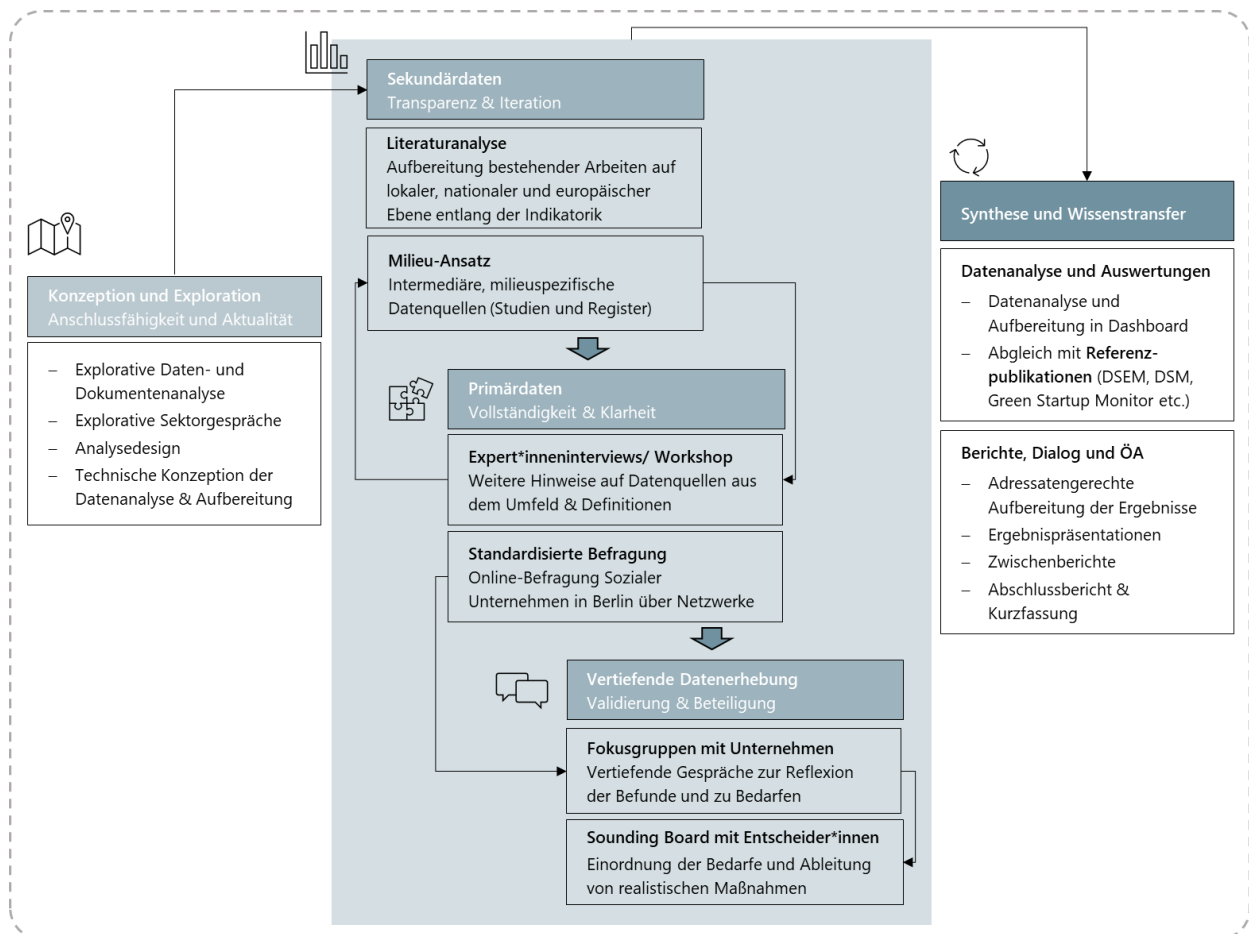 Konzeption und Exploration
Anschlussfähigkeit und Aktualität
– Explorative Daten- und
Dokumentenanalyse
– Explorative Sektorgespräche
– Analysedesign
– Technische Konzeption der
Datenanalyse & Aufbereitung
Sekundärdaten
Transparenz & Iteration
Literaturanalyse
Aufbereitung bestehender Arbeiten auf
lokaler, nationaler und europäischer
Ebene entlang der Indikatorik
Milieu-Ansatz
Intermediäre, milieuspezifische
Datenquellen (Studien und Register)
Primärdaten
Vollständigkeit & Klarheit
Expert*inneninterviews/ Workshop
Weitere Hinweise auf Datenquellen aus
dem Umfeld & Definitionen
Standardisierte Befragung
Online-Befragung Sozialer
Unternehmen in Berlin über Netzwerke
Vertiefende Datenerhebung
Validierung & Beteiligung
Fokusgruppen mit Unternehmen
Vertiefende Gespräche zur Reflexion
der Befunde und zu Bedarfen
Sounding Board mit Entscheider*innen
Einordnung der Bedarfe und Ableitung
von realistischen Maßnahmen
Synthese und Wissenstransfer
Datenanalyse und Auswertungen
– Datenanalyse und
Aufbereitung in Dashboard
– Abgleich mit Referenz-
publikationen (DSEM, DSM,
Green Startup Monitor etc.)
Berichte, Dialog und ÖA
– Adressatengerechte
Aufbereitung der Ergebnisse
– Ergebnispräsentationen
– Zwischenberichte
– Abschlussbericht &
Kurzfassung